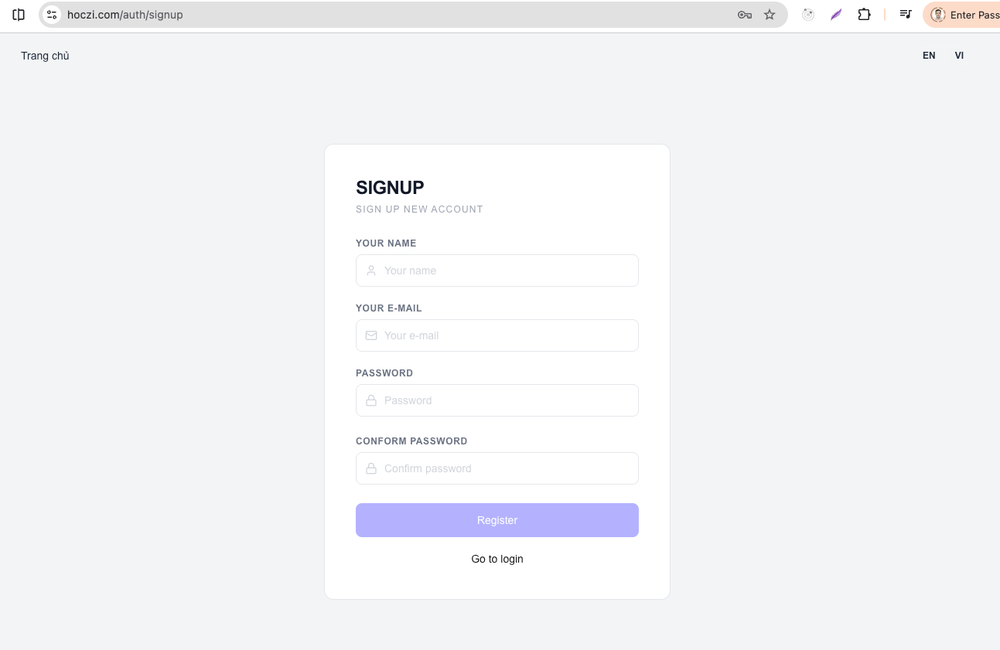 hoczi.com/auth/signup
Enter Pass
Trang chủ
EN VI
SIGNUP
SIGN UP NEW ACCOUNT
YOUR NAME
Your name
YOUR E-MAIL
Your e-mail
PASSWORD
Password
CONFORM PASSWORD
Confirm password
Register
Go to login